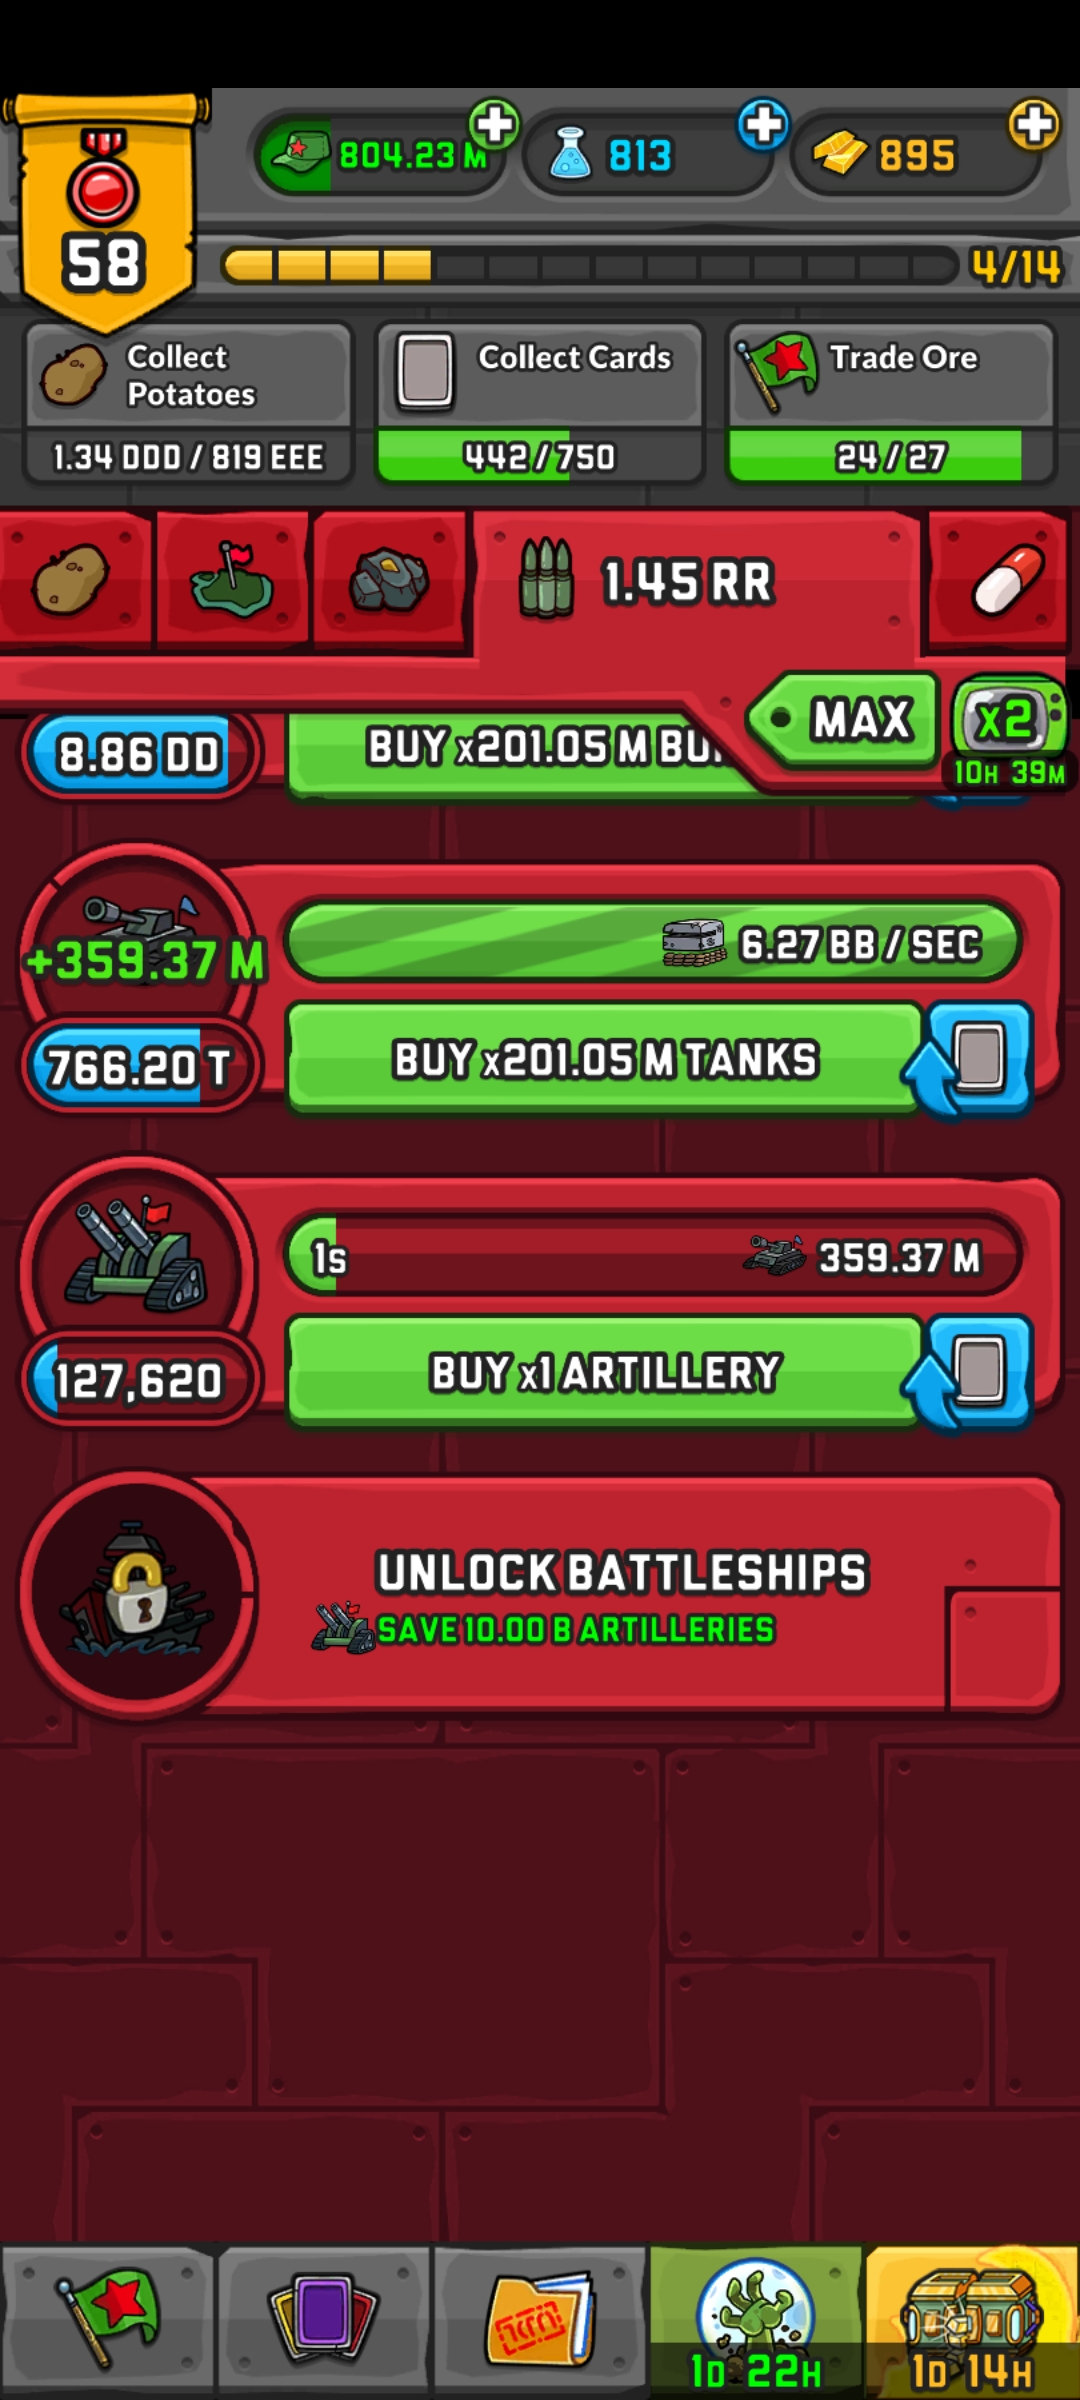 804.23 M
813
895
58
4/14
Collect
Potatoes
1.34 DDD / 819 EEE
Collect Cards
442 / 750
Trade Ore
24 / 27
1.45 RR
MAX
x2
10H 39M
8.86 DD
BUY x201.05 M
+359.37 M
6.27 BB / SEC
766.20 T
BUY x201.05 M TANKS
1s
359.37 M
127,620
BUY x1 ARTILLERY
UNLOCK BATTLESHIPS
SAVE 10.00 B ARTILLERIES
1D 22H
1D 14H